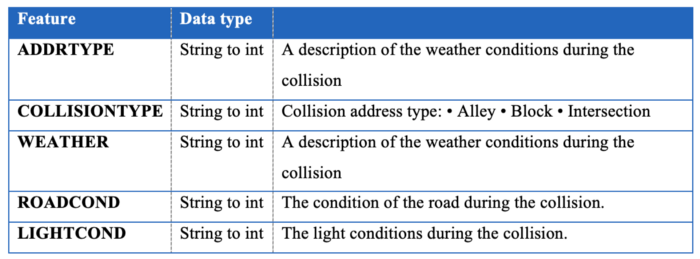 Feature Data type
ADDRTYPE String to int A description of the weather conditions during the
collision
COLLISIONTYPE String to int Collision address type: • Alley • Block • Intersection
WEATHER String to int A description of the weather conditions during the
collision
ROADCOND String to int The condition of the road during the collision.
LIGHTCOND String to int The light conditions during the collision.